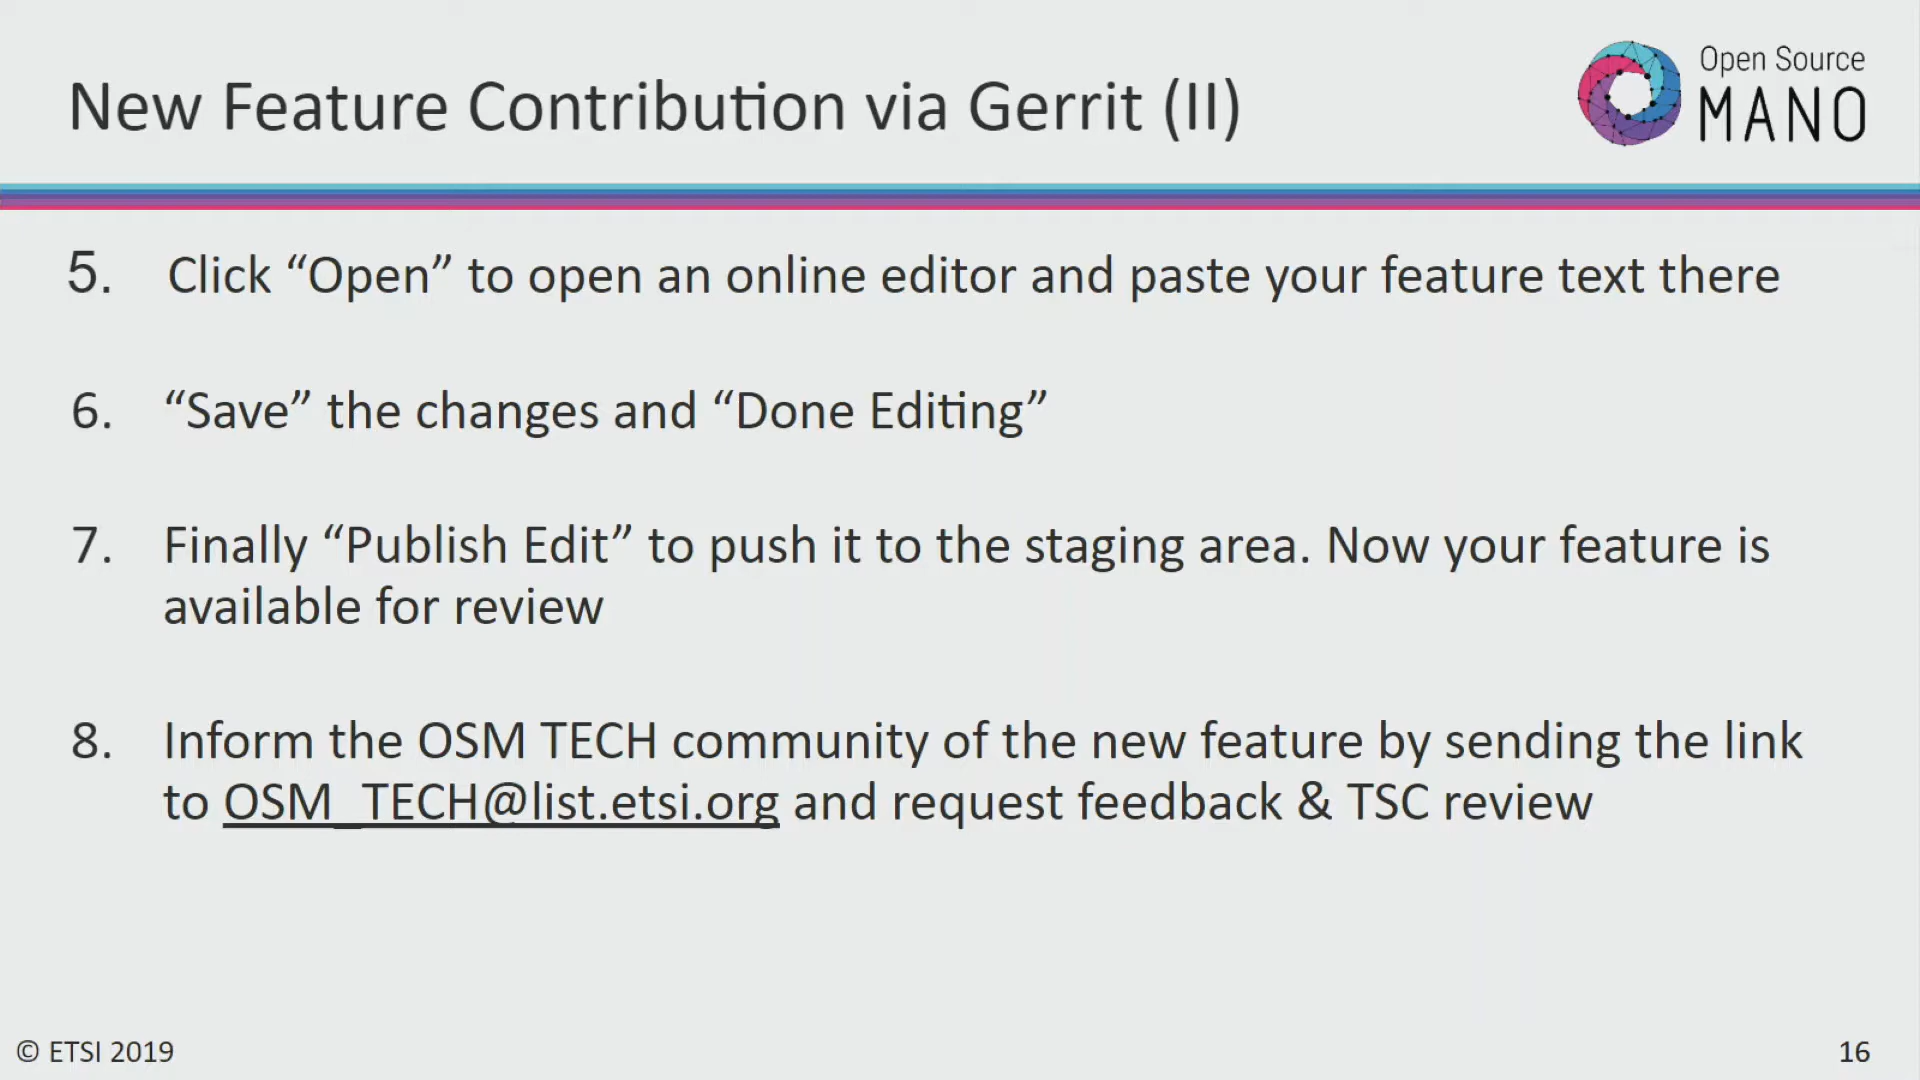 New Feature Contribution via Gerrit (II)
Open Source
MANO
5. Click “Open” to open an online editor and paste your feature text there
6. “Save” the changes and “Done Editing”
7. Finally “Publish Edit” to push it to the staging area. Now your feature is
available for review
8. Inform the OSM TECH community of the new feature by sending the link
to OSM_TECH@list.etsi.org and request feedback & TSC review
© ETSI 2019
16